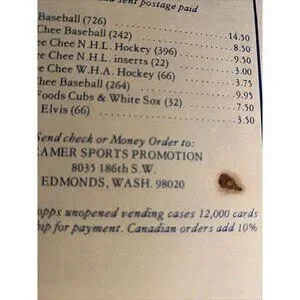 and sent postage paid
Baseball (726) ........ 14.50
Chee Baseball (242) ........ 8.50
Chee N.H.L. Hockey (396) ........ 9.50
e Chee N.H.L. inserts (22) ........ 3.00
e Chee W.H.A. Hockey (66) ........ 3.75
Chee Baseball (264) ........ 9.95
Foods Cubs & White Sox (32) ........ 7.50
Elvis (66) ........ 3.50
Send check or Money Order to:
RAMER SPORTS PROMOTION
8035 186th S.W.
EDMONDS, WASH. 98020
opps unopened vending cases 12,000 cards
hip for payment. Canadian orders add 10%